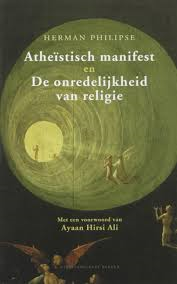 HERMAN PHILIPSE
Atheïstisch manifest
en
De onredelijkheid
van religie
Met een voorwoord van
Ayaan Hirsi Ali